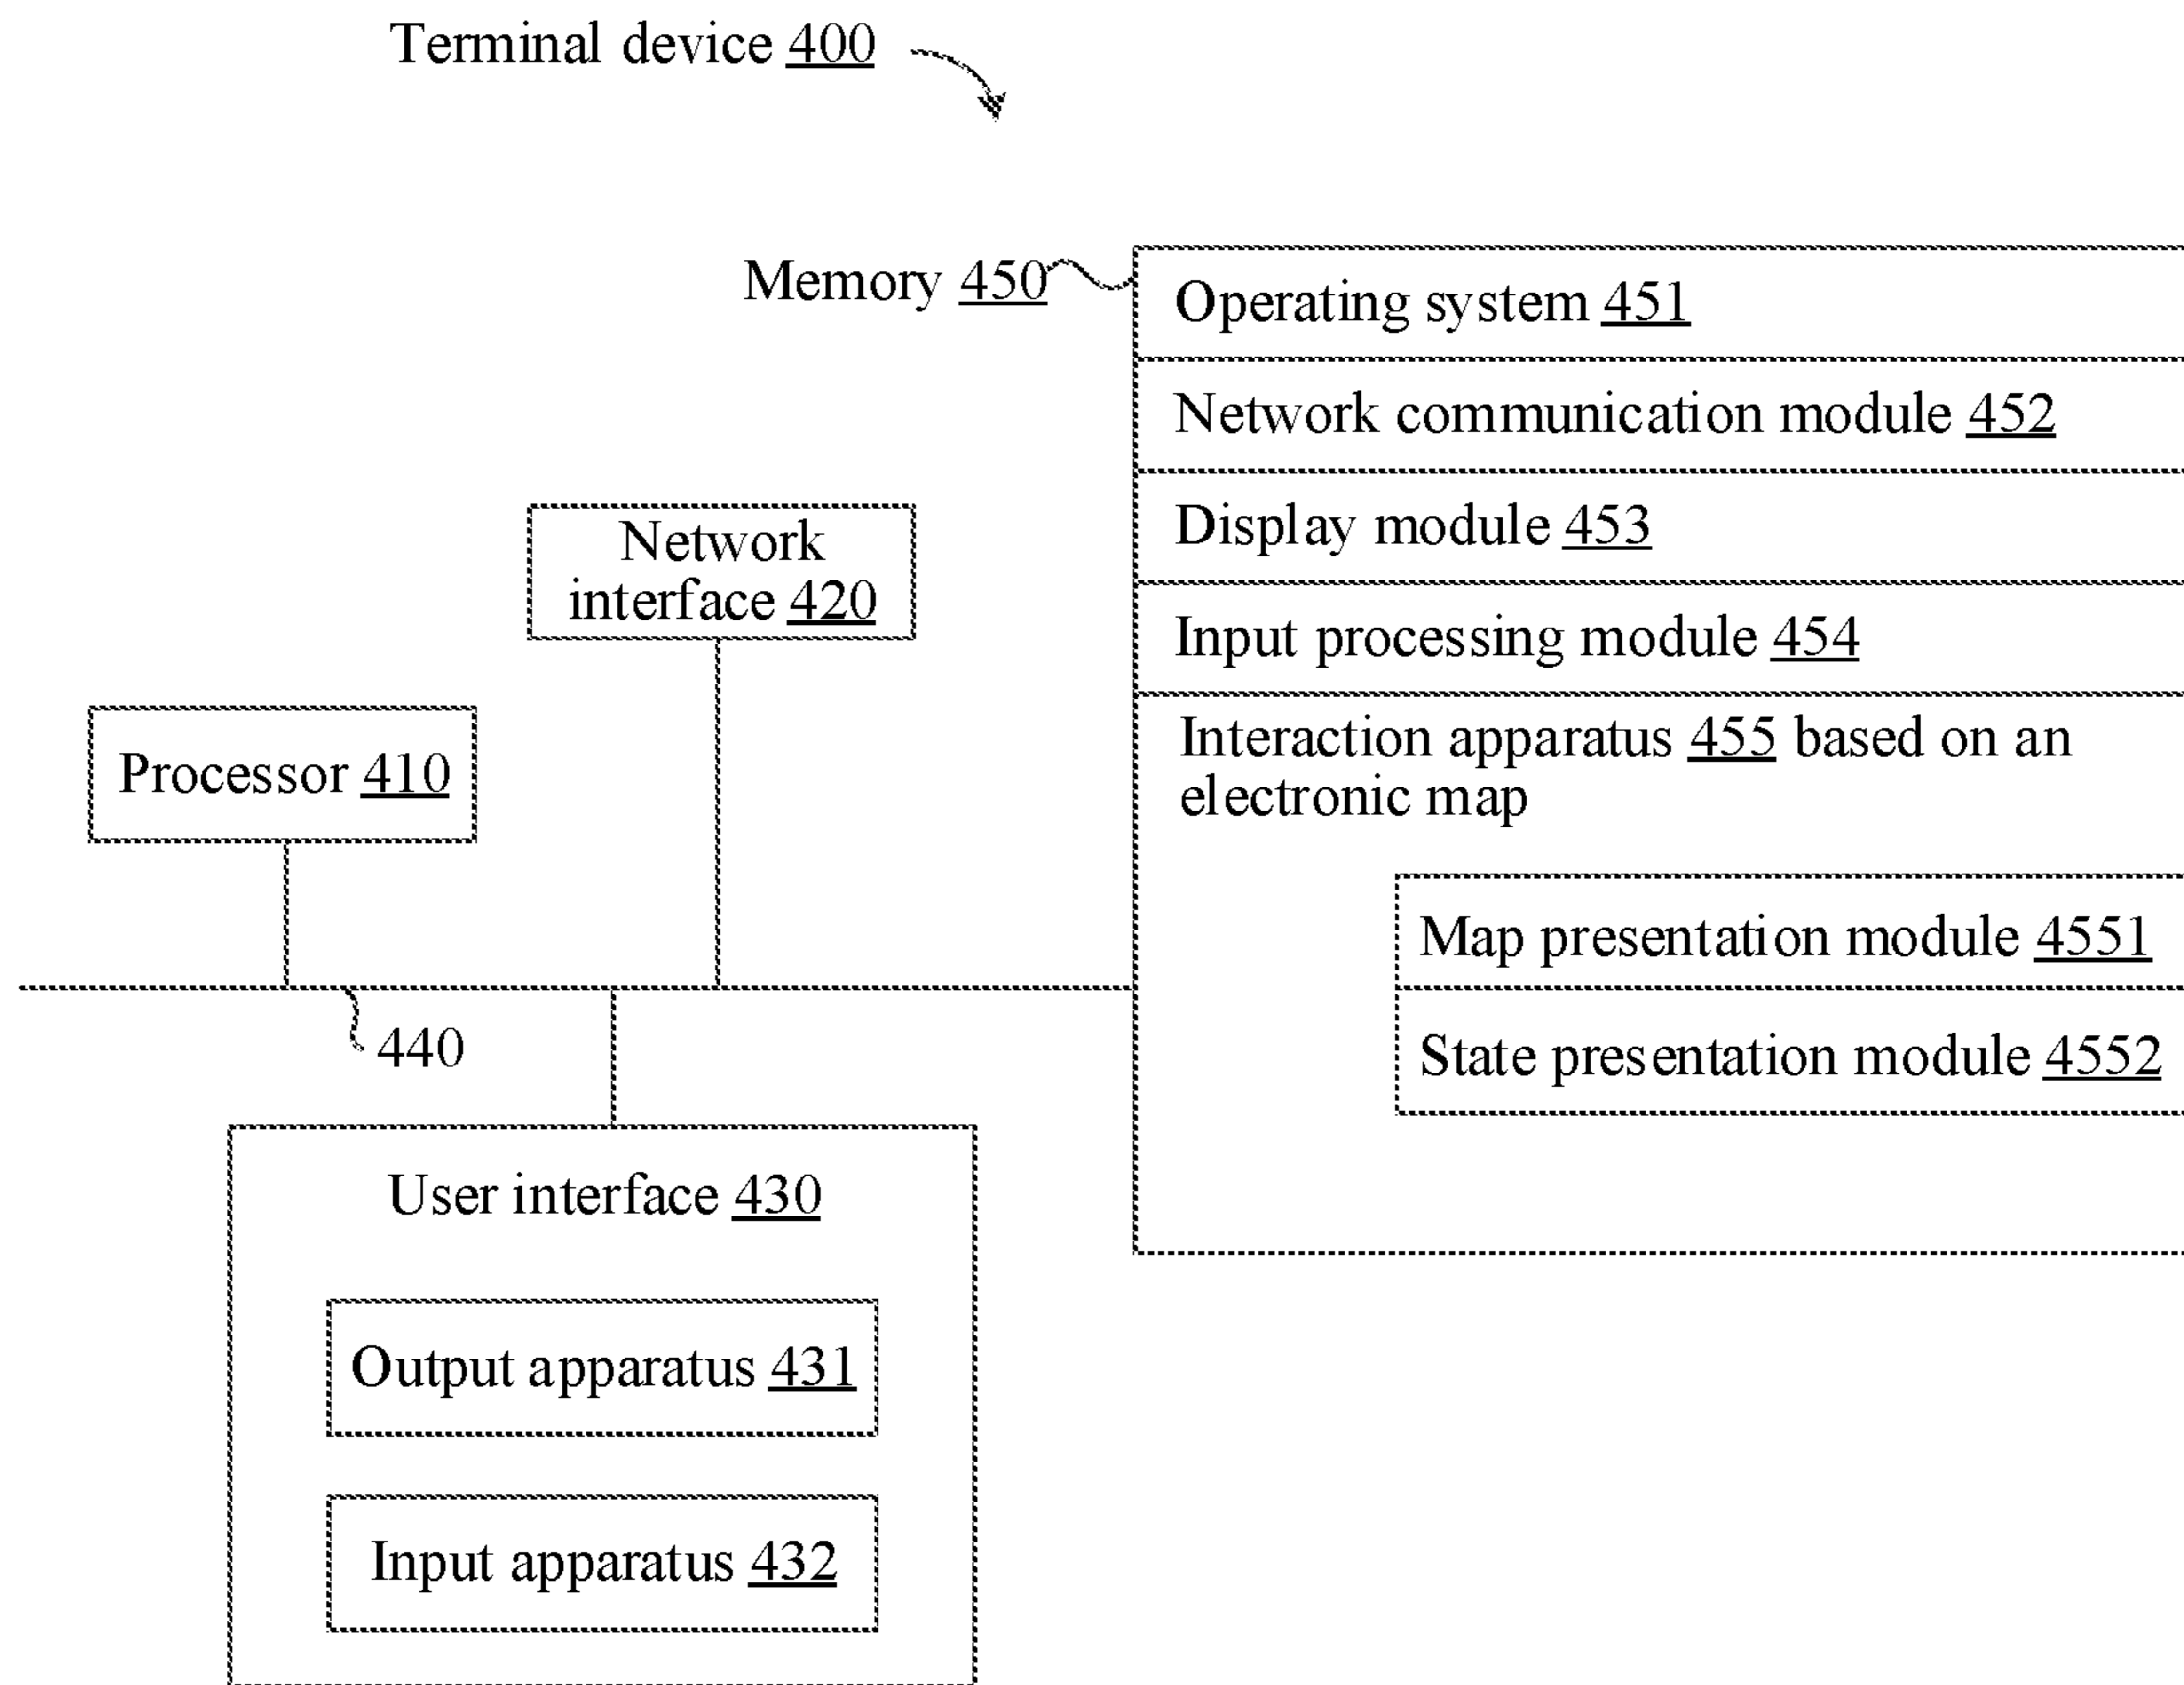 Terminal device 400
Memory 450
Operating system 451
Network communication module 452
Display module 453
Input processing module 454
Interaction apparatus 455 based on an
electronic map
Map presentation module 4551
State presentation module 4552
Network
interface 420
Processor 410
440
User interface 430
Output apparatus 431
Input apparatus 432